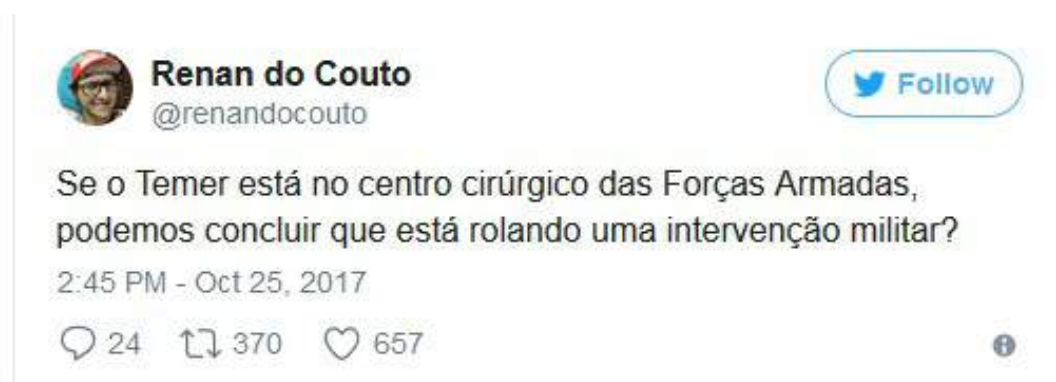 Renan do Couto
@renandocouto
Follow
Se o Temer está no centro cirúrgico das Forças Armadas,
podemos concluir que está rolando uma intervenção militar?
2:45 PM - Oct 25, 2017
24 370 657